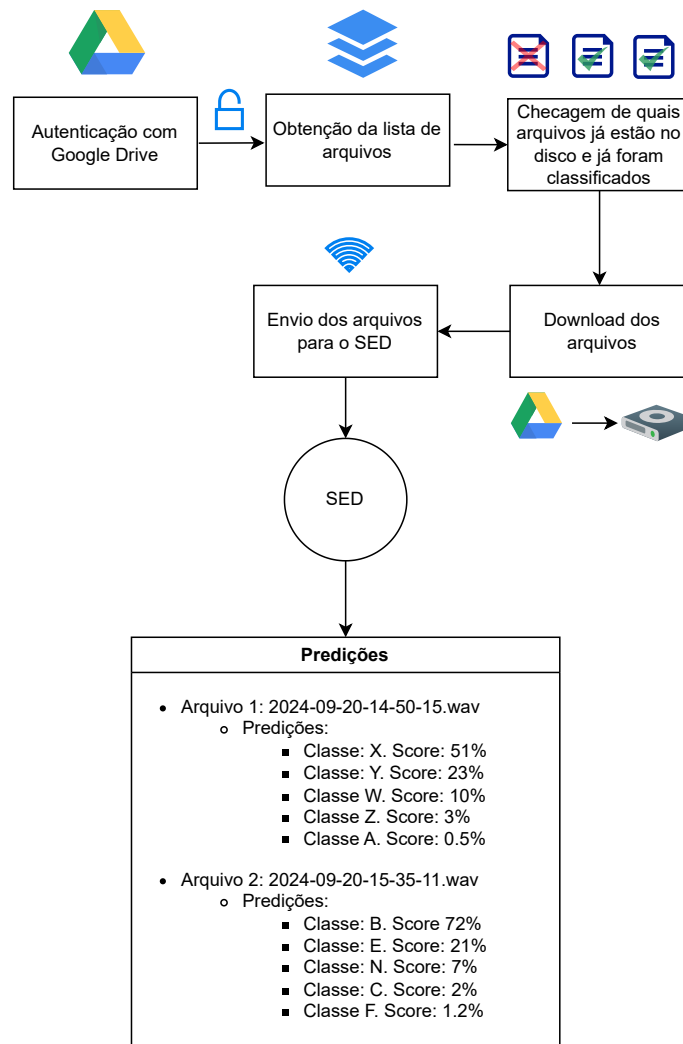 Autenticação com
Google Drive
Obtenção da lista de
arquivos
Checagem de quais
arquivos já estão no
disco e já foram
classificados
Envio dos arquivos
para o SED
Download dos
arquivos
SED
Predições
Arquivo 1: 2024-09-20-14-50-15.wav
Predições:
Classe: X. Score: 51%
Classe: Y. Score: 23%
Classe W. Score: 10%
Classe Z. Score: 3%
Classe A. Score: 0.5%
Arquivo 2: 2024-09-20-15-35-11.wav
Predições:
Classe: B. Score 72%
Classe: E. Score: 21%
Classe: N. Score: 7%
Classe: C. Score: 2%
Classe F. Score: 1.2%